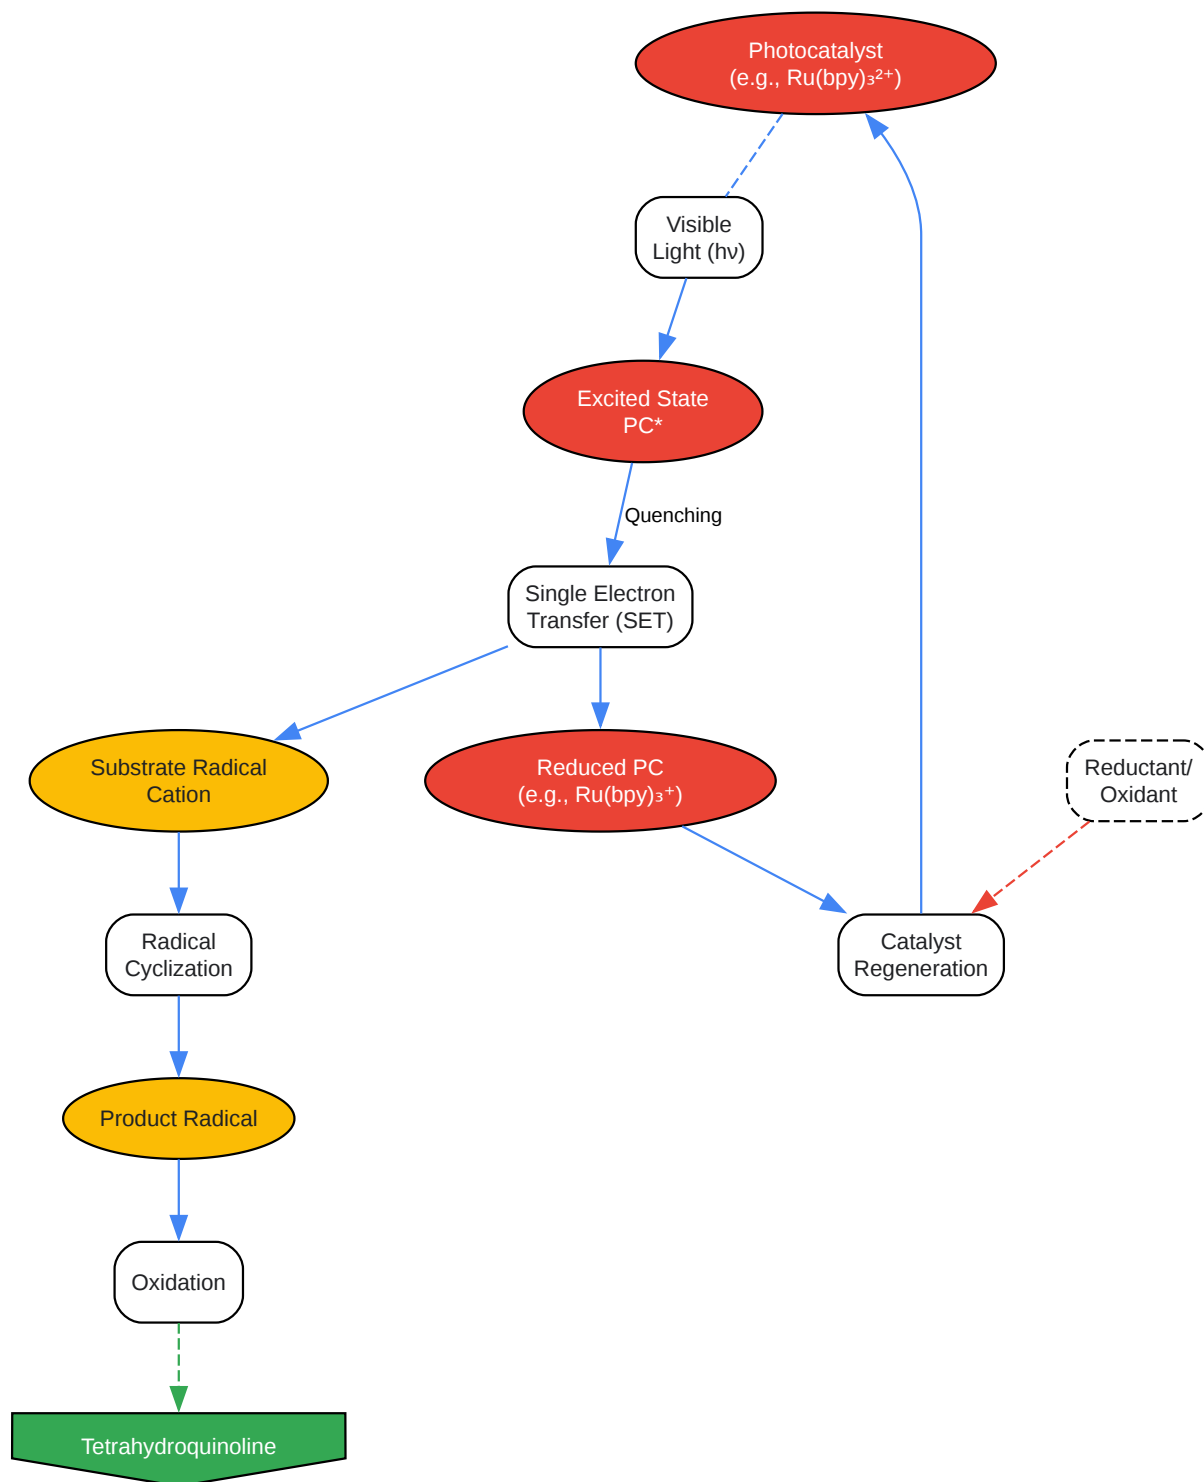 Photocatalyst
(e.g., Ru(bpy)₃²⁺)
Visible
Light (hν)
Excited State
PC*
Quenching
Single Electron
Transfer (SET)
Substrate Radical
Cation
Reduced PC
(e.g., Ru(bpy)₃⁺)
Reductant/
Oxidant
Radical
Cyclization
Catalyst
Regeneration
Product Radical
Oxidation
Tetrahydroquinoline